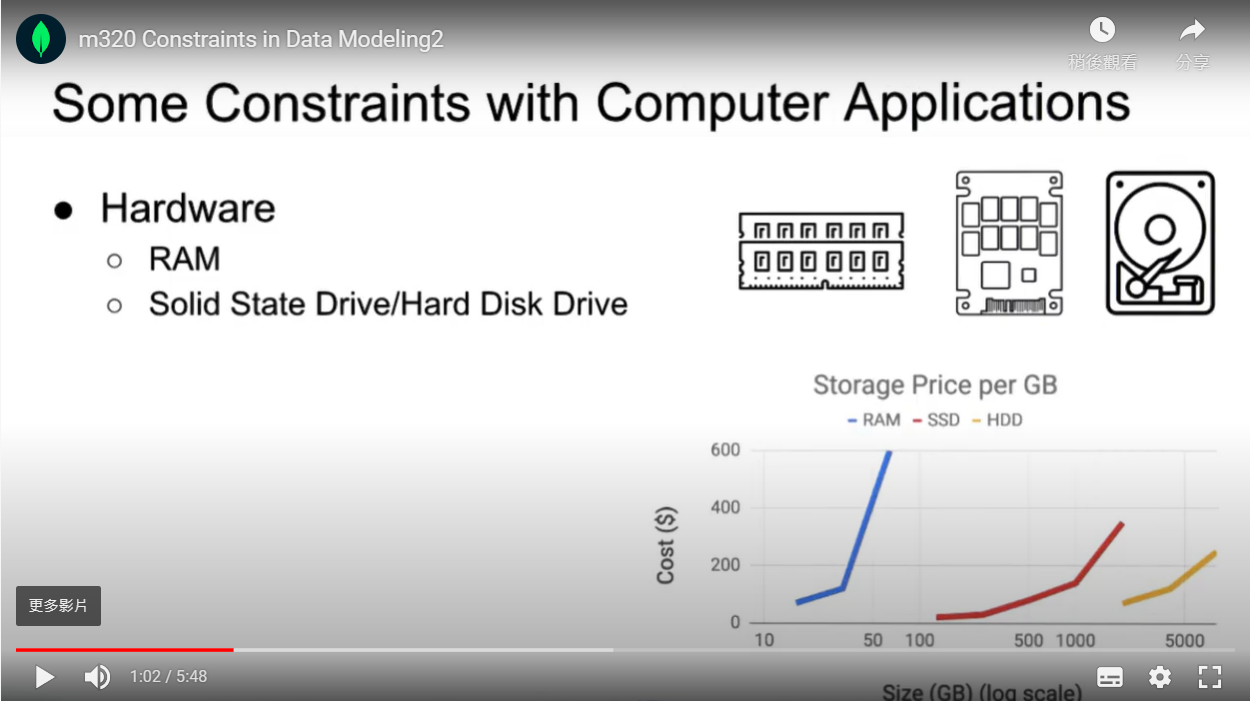 m320 Constraints in Data Modeling2
稍後觀看
分享
Some Constraints with Computer Applications
● Hardware
○ RAM
○ Solid State Drive/Hard Disk Drive
Storage Price per GB
RAM SSD HDD
600
400
200
0
Cost ($)
10 50 100 500 1000 5000
Size (GB) (log scale)
更多影片
1:02 / 5:48